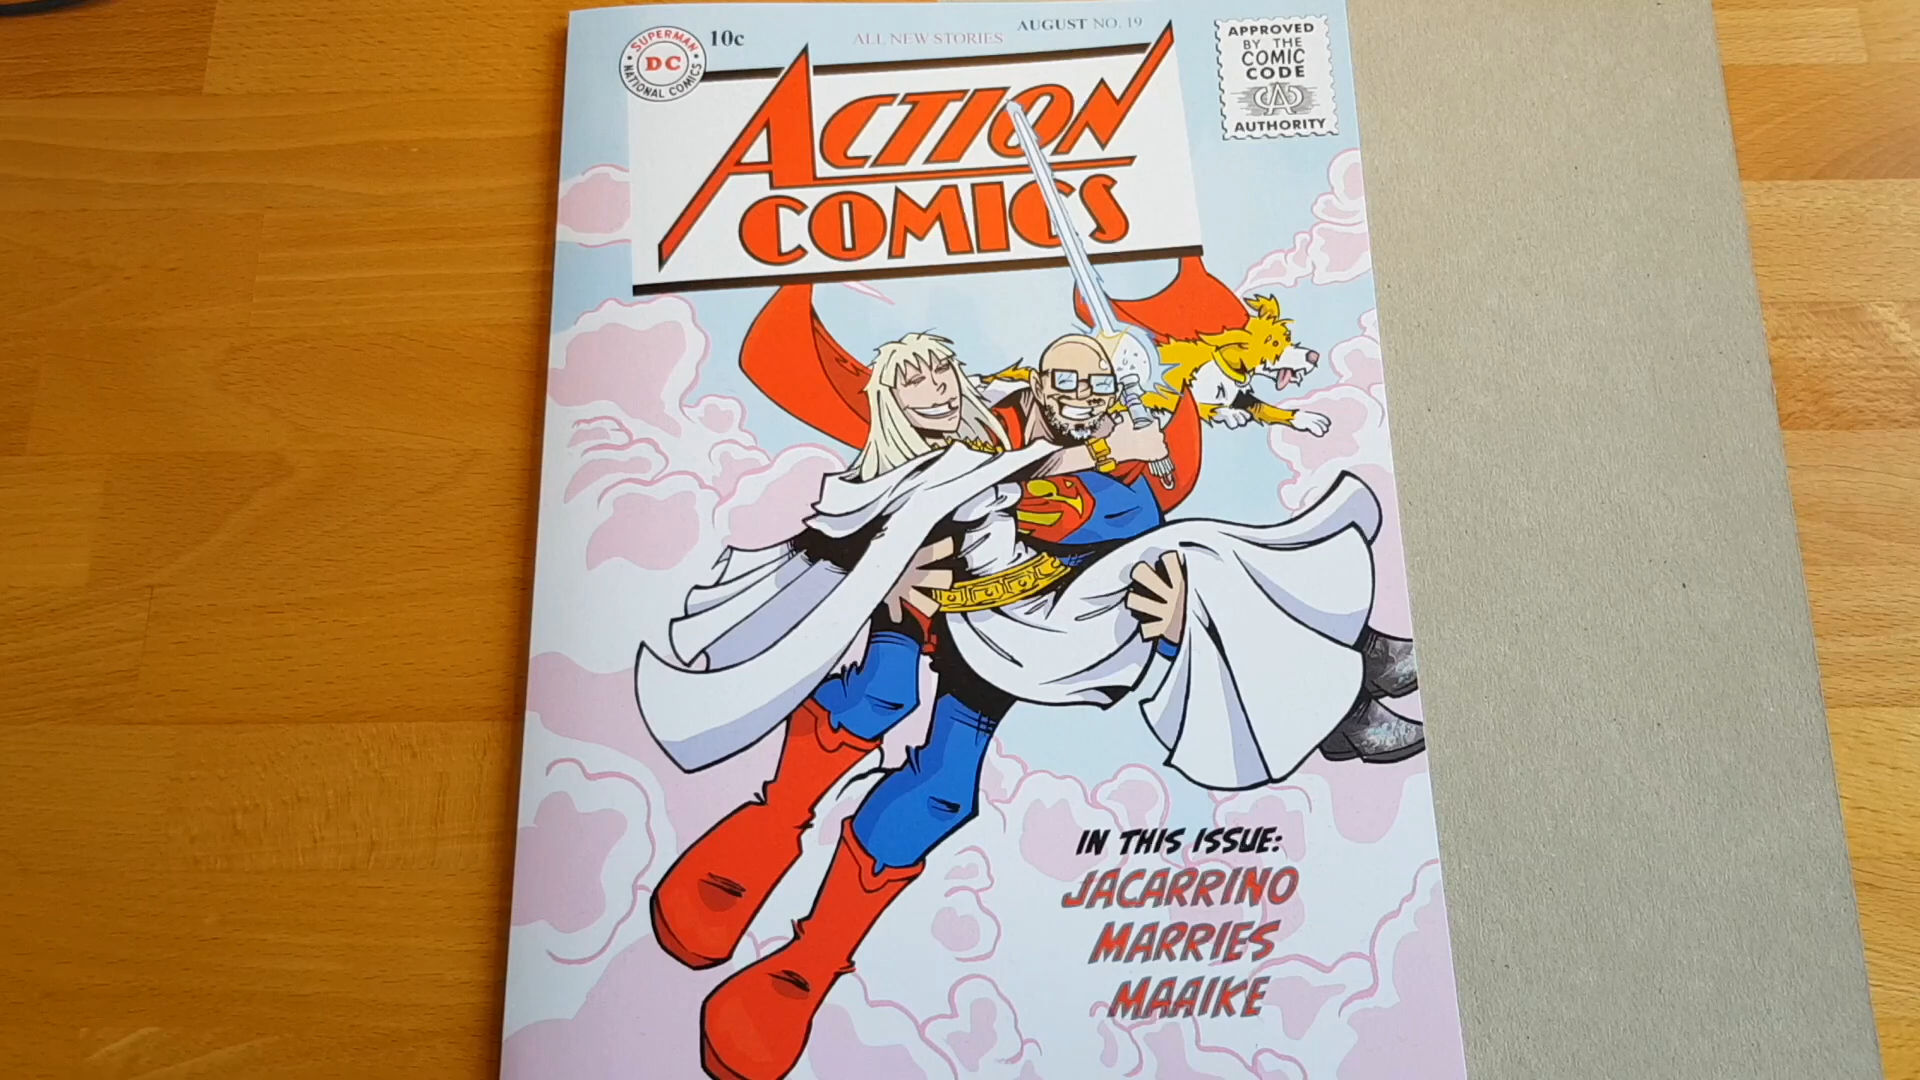 SUPERMAN
DC
NATIONAL COMICS
10c
ALL NEW STORIES
AUGUST NO. 19
APPROVED
BY THE
COMIC
CODE
AUTHORITY
ACTION
COMICS
IN THIS ISSUE:
JACARRINO
MARRIES
MAAIKE